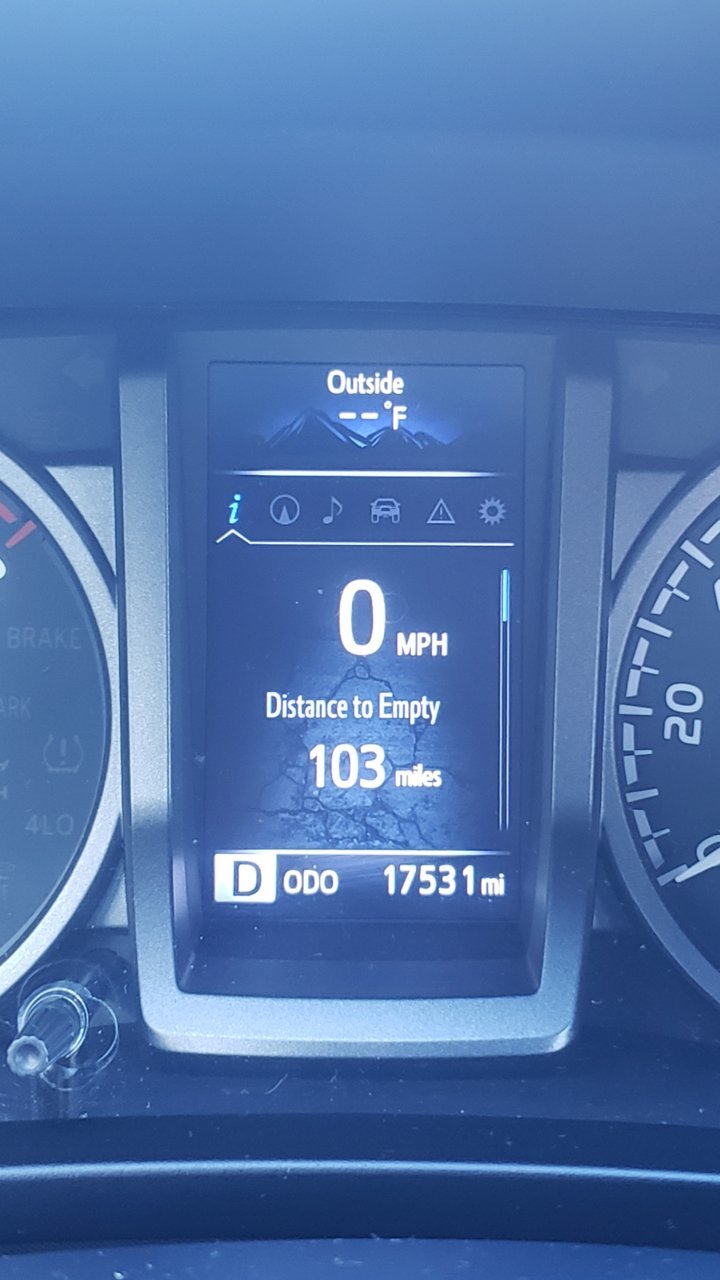 Outside
--°F
i
0 MPH
Distance to Empty
103 miles
D ODO 17531 mi
BRAKE
4LO
20